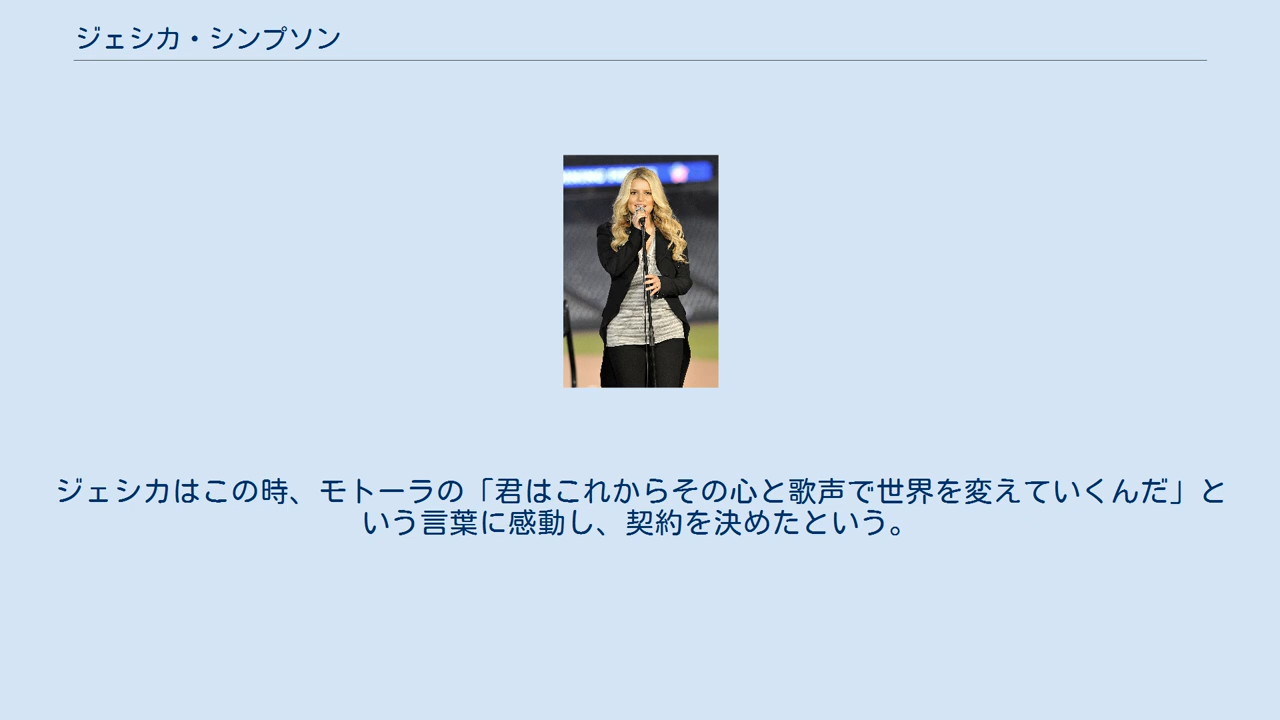 ジェシカ・シンプソン
ジェシカはこの時、モトーラの「君はこれからその心と歌声で世界を変えていくんだ」と
いう言葉に感動し、契約を決めたという。